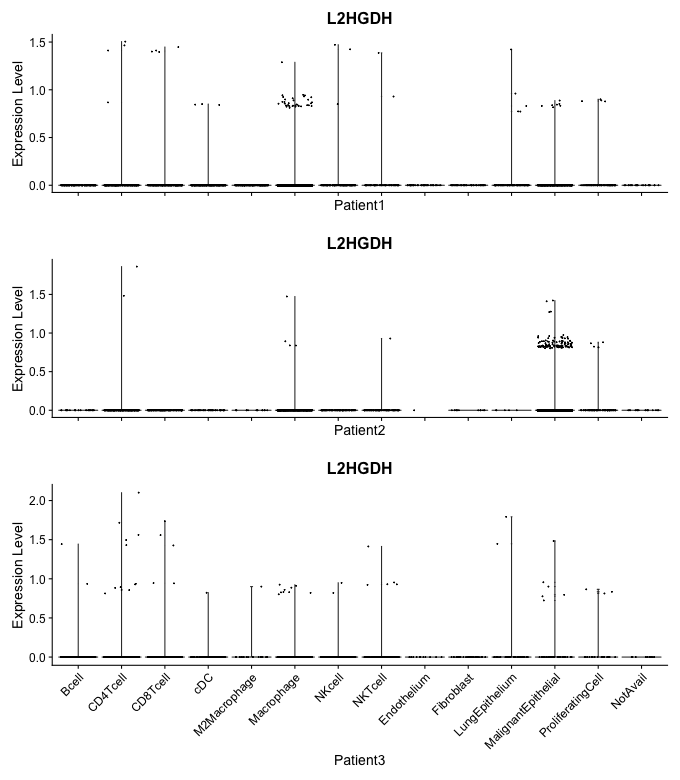 L2HGDH
Expression Level
1.5
1.0
0.5
0.0
Patient1
L2HGDH
Expression Level
1.5
1.0
0.5
0.0
Patient2
L2HGDH
Expression Level
2.0
1.5
1.0
0.5
0.0
Bcell
CD4Tcell
CD8Tcell
cDC
M2Macrophage
Macrophage
NKcell
NKTcell
Endothelium
Fibroblast
LungEpithelium
MalignantEpithelial
ProliferatingCell
NotAvail
Patient3